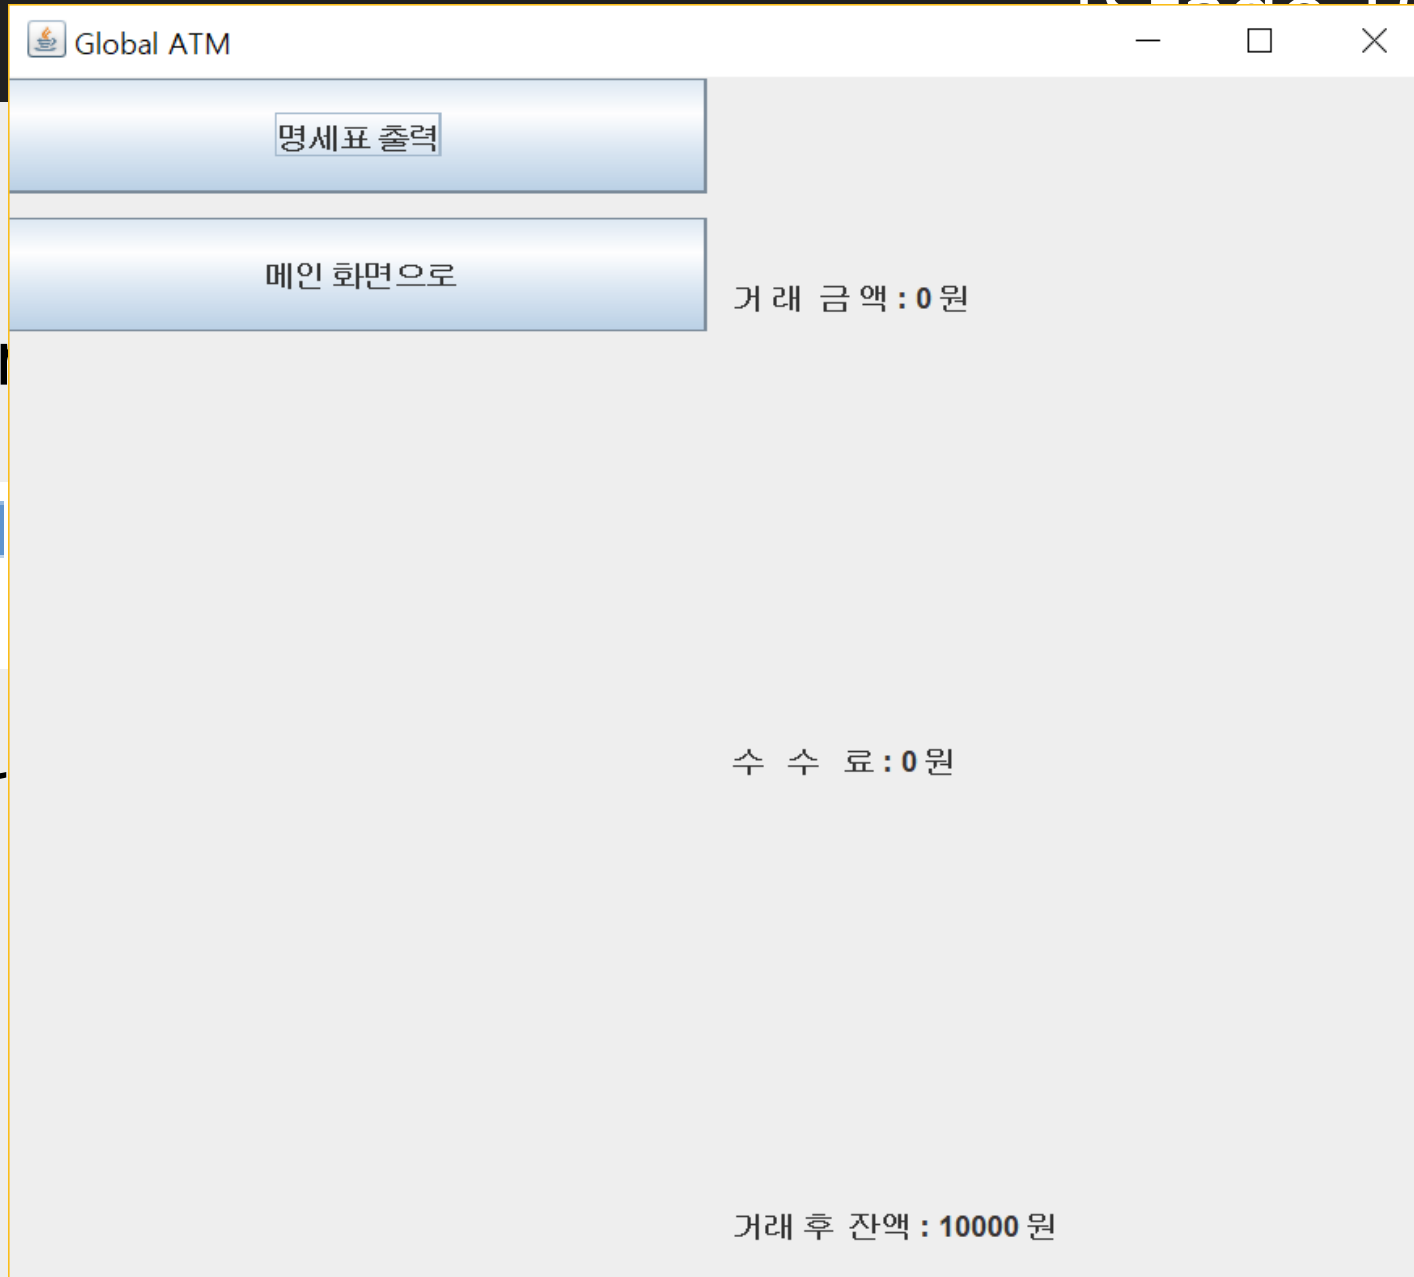 Global ATM
명세표 출력
메인 화면으로
거 래 금 액 : 0 원
수 수 료 : 0 원
거래 후 잔액 : 10000 원